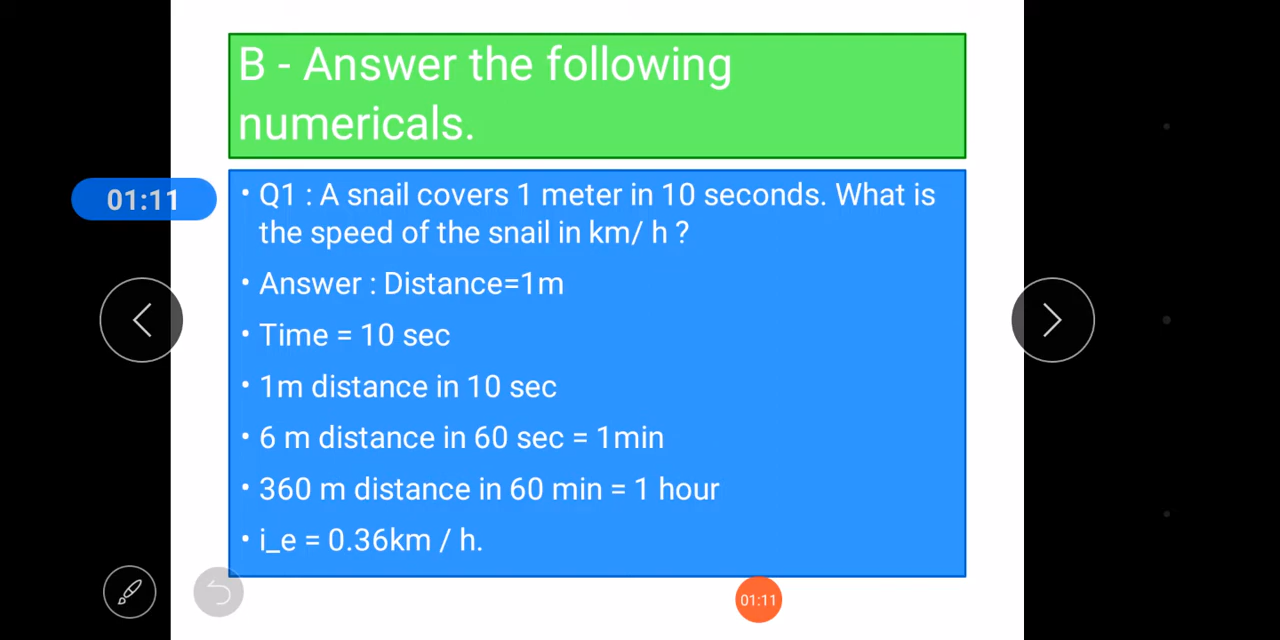 B - Answer the following
numericals.
01:11
• Q1 : A snail covers 1 meter in 10 seconds. What is
the speed of the snail in km/ h ?
• Answer : Distance=1m
• Time = 10 sec
• 1m distance in 10 sec
• 6 m distance in 60 sec = 1min
• 360 m distance in 60 min = 1 hour
• i_e = 0.36km / h.
01:11